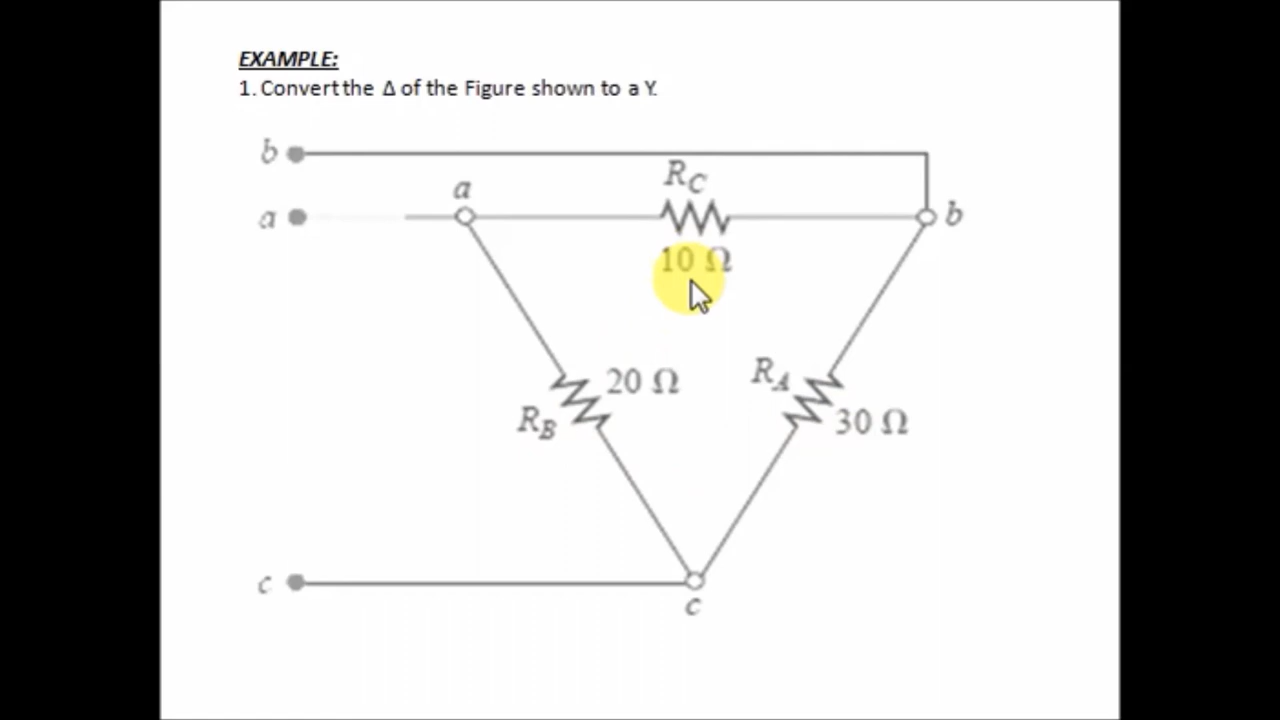 EXAMPLE:
1. Convert the Δ of the Figure shown to a Y.
b
a
R_C
a
b
10 Ω
R_A
20 Ω
R_B
30 Ω
c
c